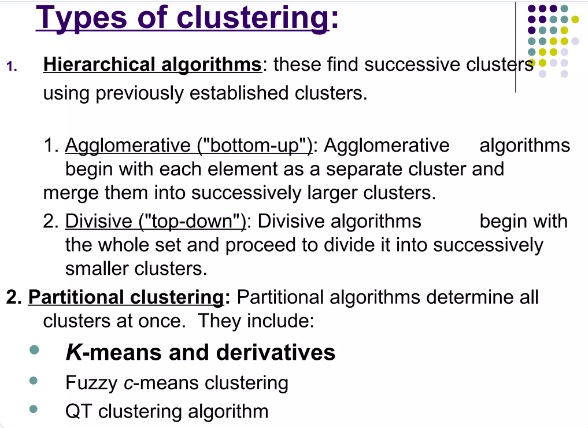 Types of clustering:
1. Hierarchical algorithms: these find successive clusters
using previously established clusters.
1. Agglomerative ("bottom-up"): Agglomerative algorithms
begin with each element as a separate cluster and
merge them into successively larger clusters.
2. Divisive ("top-down"): Divisive algorithms begin with
the whole set and proceed to divide it into successively
smaller clusters.
2. Partitional clustering: Partitional algorithms determine all
clusters at once. They include:
• K-means and derivatives
• Fuzzy c-means clustering
• QT clustering algorithm